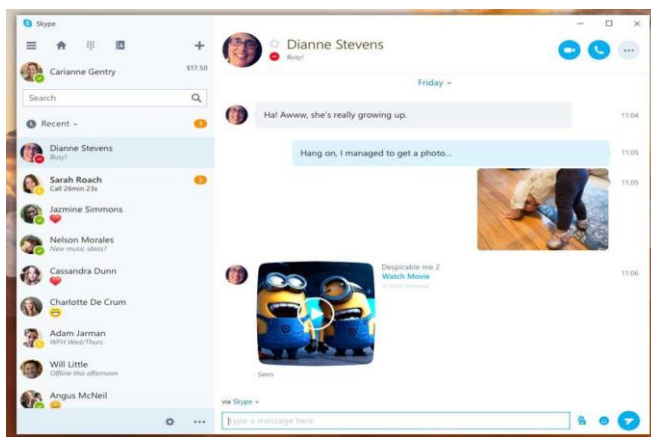 Skype
Carianne Gentry
$17.50
Search
Recent
3
Dianne Stevens
Busy!
Sarah Roach
Call 26min 23s
Jazmine Simmons
Nelson Morales
New music ideas?
Cassandra Dunn
Charlotte De Crum
Adam Jarman
WFH Wed/Thurs
Will Little
Offline this afternoon
Angus McNeil
Dianne Stevens
Busy!
Friday
Ha! Awww, she's really growing up.
11:04
Hang on, I managed to get a photo...
11:05
11:05
Despicable me 2
Watch Movie
11:06
Seen
via Skype
type a message here